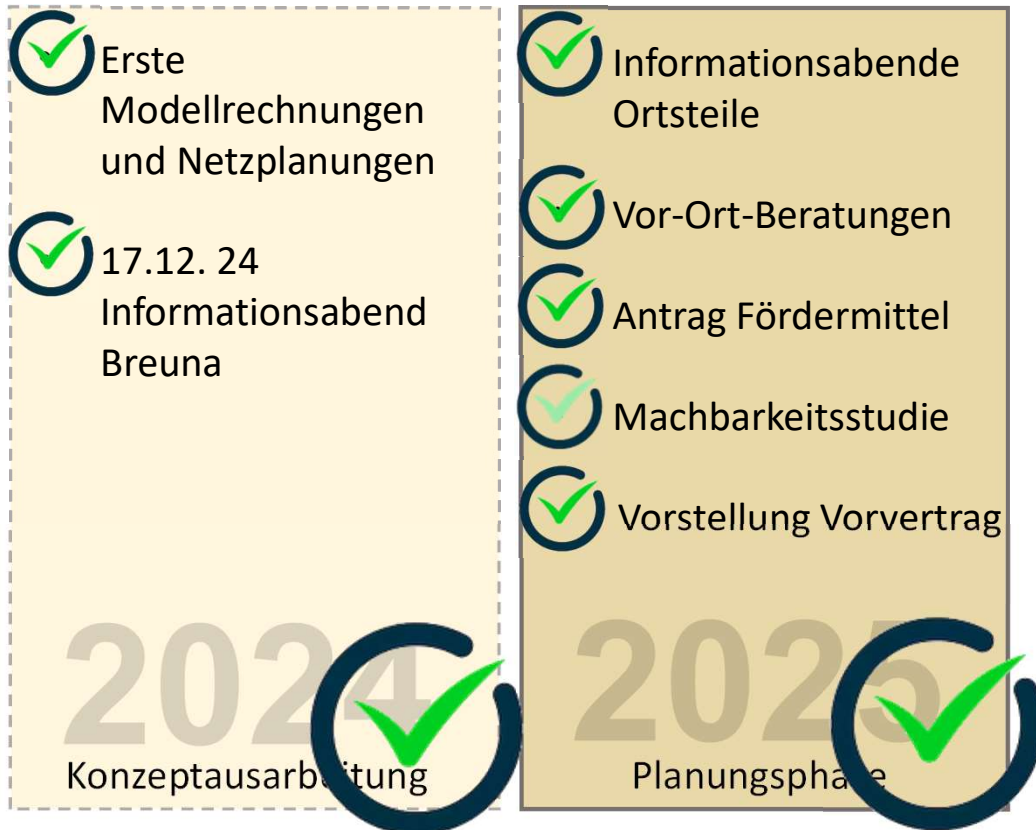 Erste
Modellrechnungen
und Netzplanungen
17.12. 24
Informationsabend
Breuna
2024
Konzeptausarbeitung
Informationsabende
Ortsteile
Vor-Ort-Beratungen
Antrag Fördermittel
Machbarkeitsstudie
Vorstellung Vorvertrag
2025
Planungsphase